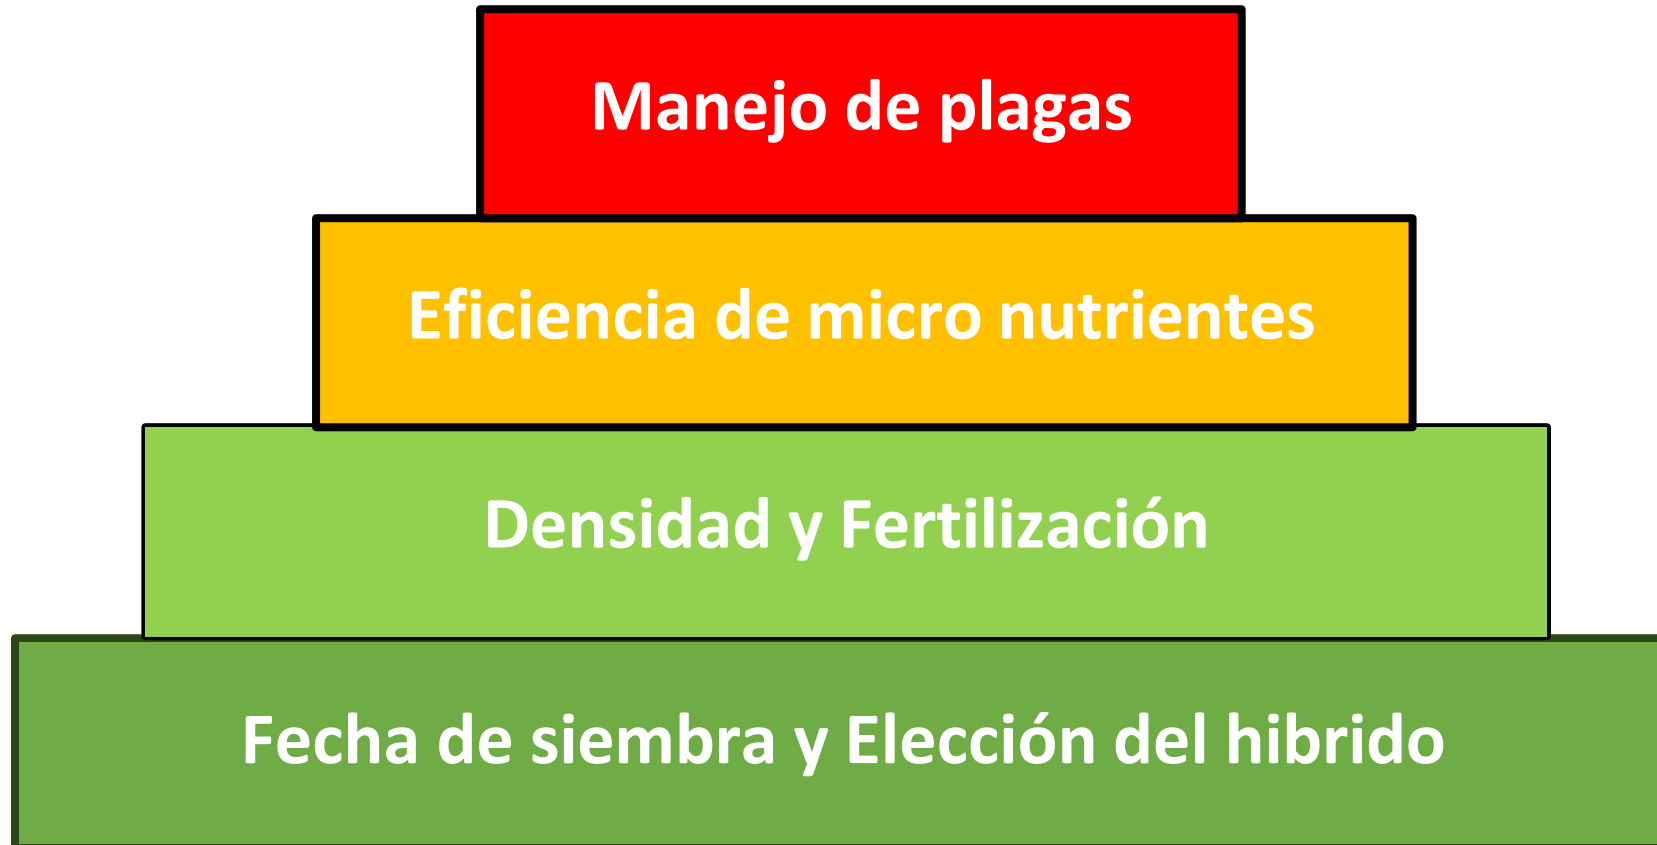 Manejo de plagas
Eficiencia de micro nutrientes
Densidad y Fertilización
Fecha de siembra y Elección del hibrido